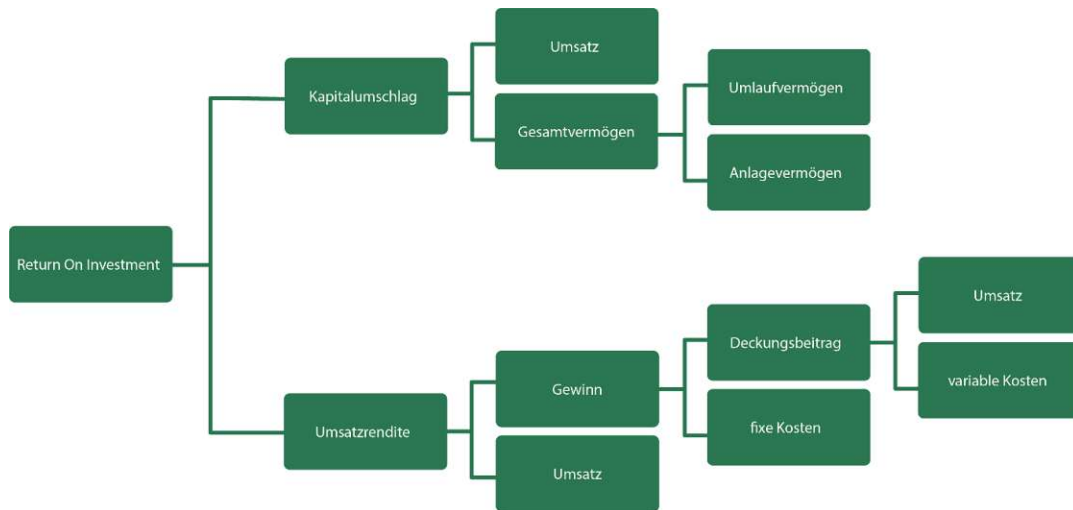 Umsatz
Kapitalumschlag
Umlaufvermögen
Gesamtvermögen
Anlagevermögen
Return On Investment
Umsatz
Deckungsbeitrag
Gewinn
variable Kosten
Umsatzrendite
fixe Kosten
Umsatz